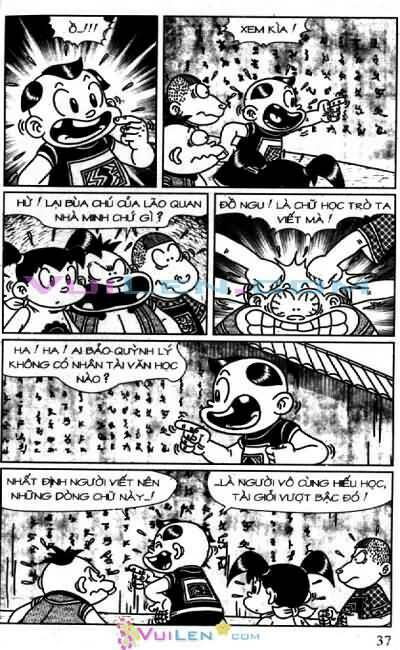 Ồ...!!!
XEM KÌA!
HỪ! LẠI BÙA CHÚ CỦA LÃO QUAN
NHÀ MINH CHỨ GÌ?
ĐỒ NGU! LÀ CHỮ HỌC TRÒ TA
VIẾT MÀ!
VUILEN.COM
HA! HA! AI BẢO QUỲNH LÝ
KHÔNG CÓ NHÂN TÀI VĂN HỌC
NÀO?
NHẤT ĐỊNH NGƯỜI VIẾT NÊN
NHỮNG DÒNG CHỮ NÀY...!
...LÀ NGƯỜI VÔ CÙNG HIẾU HỌC,
TÀI GIỎI VƯỢT BẬC ĐÓ!
VUILEN.COM
37